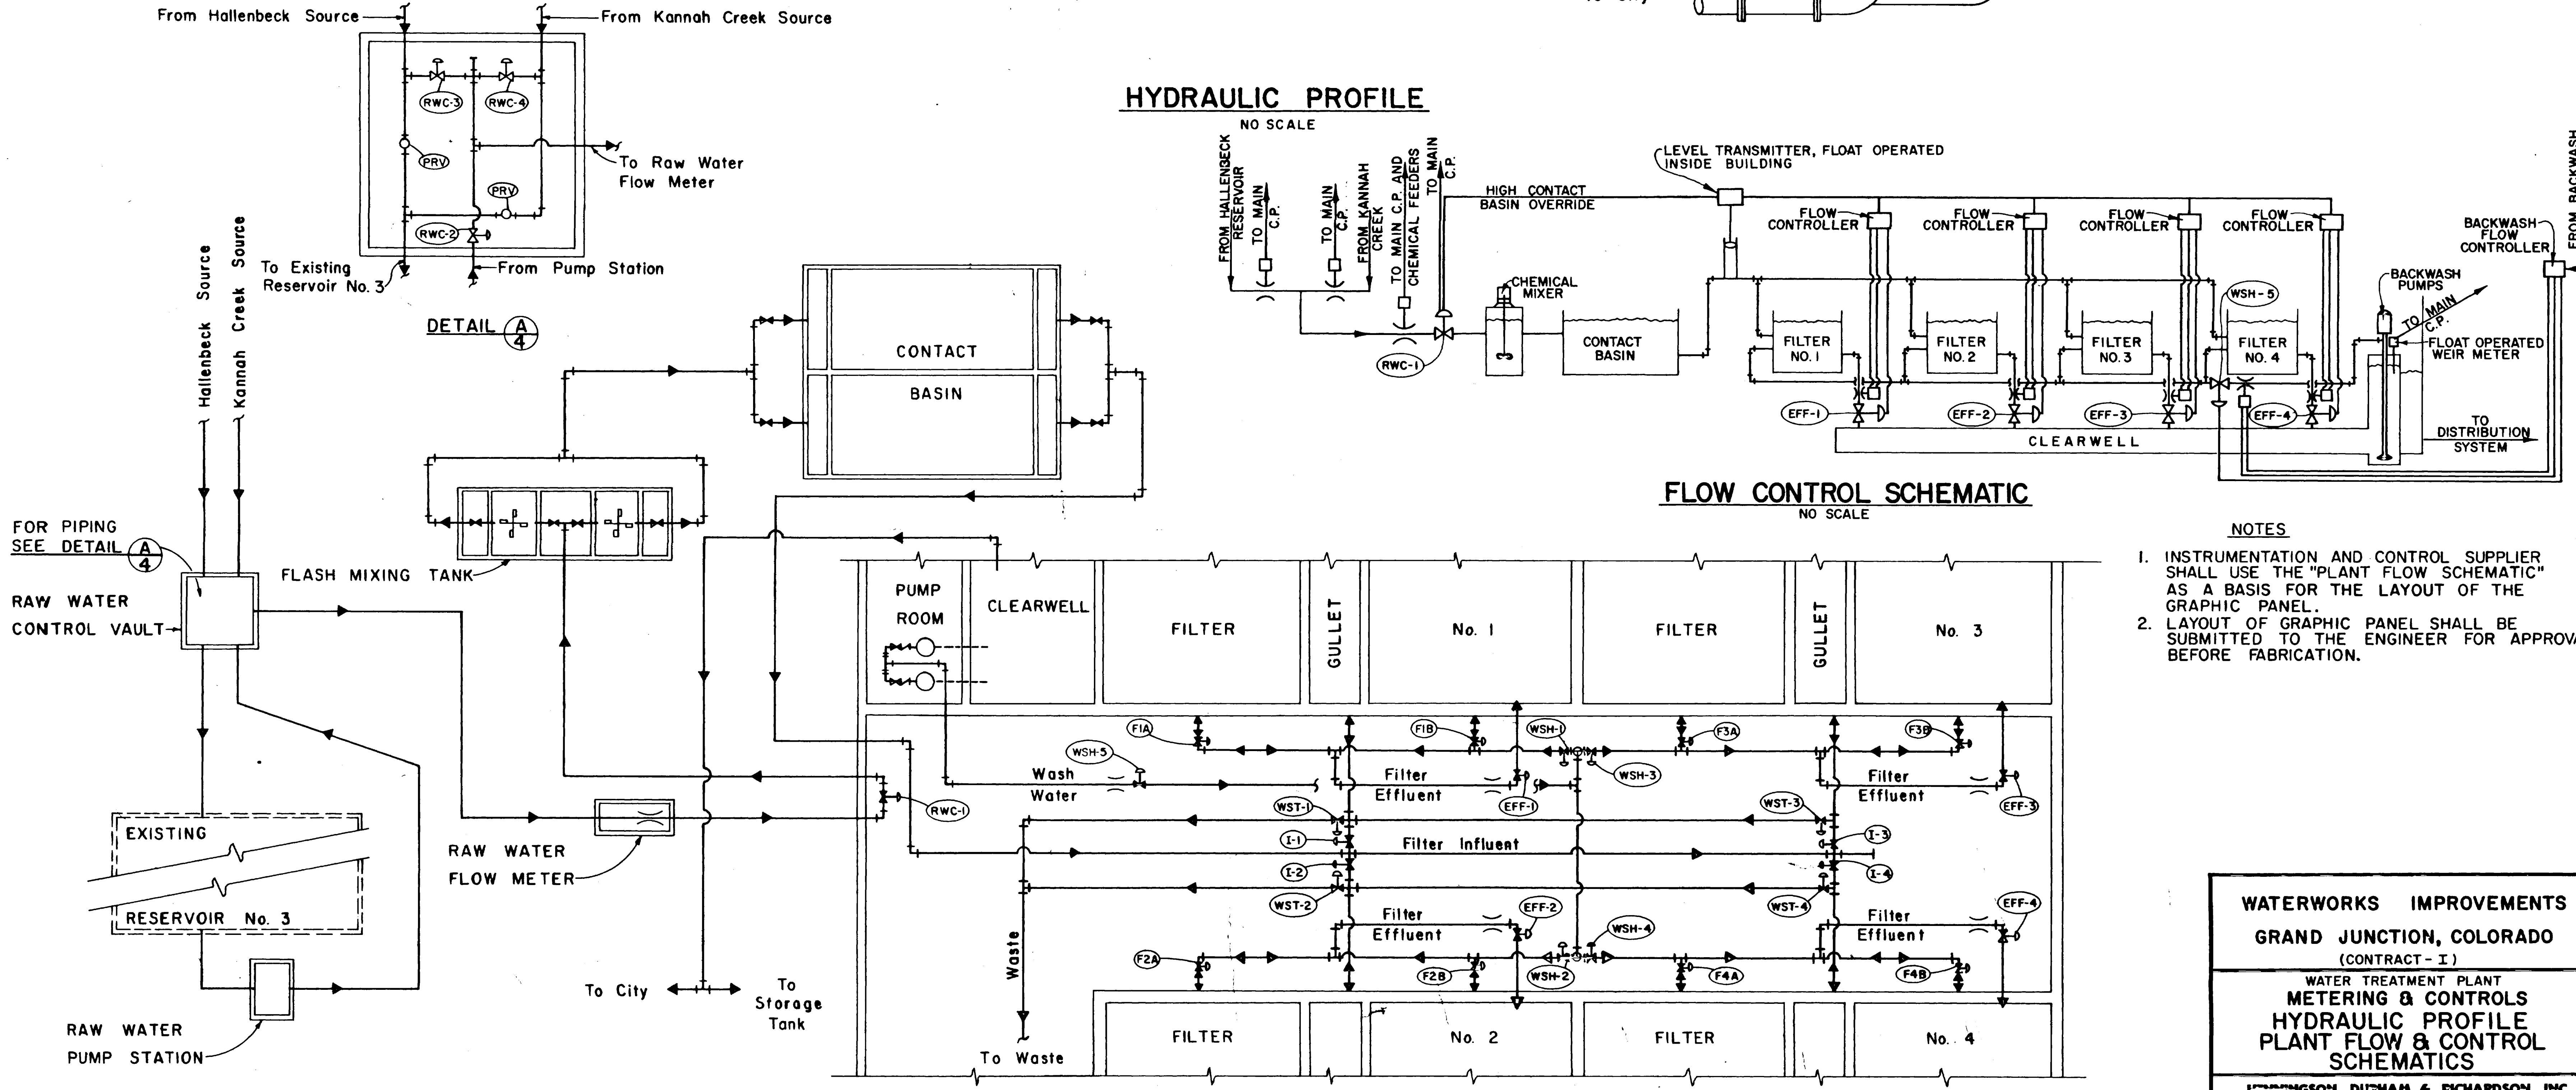 From Hallenbeck Source
From Kannah Creek Source
RWC-3
RWC-4
PRV
To Raw Water
Flow Meter
PRV
RWC-2
To Existing
Reservoir No. 3
From Pump Station
DETAIL A
4
Hallenbeck Source
Kannah Creek Source
FOR PIPING
SEE DETAIL A
4
RAW WATER
CONTROL VAULT
FLASH MIXING TANK
CONTACT
BASIN
EXISTING
RESERVOIR No. 3
RAW WATER
PUMP STATION
RAW WATER
FLOW METER
RWC-1
To City
To
Storage
Tank
HYDRAULIC PROFILE
NO SCALE
FROM HALLENBECK
RESERVOIR
TO MAIN
C.P.
TO MAIN
C.P.
FROM KANNAH
CREEK
TO MAIN C.P. AND
CHEMICAL FEEDERS
TO MAIN
C.P.
HIGH CONTACT
BASIN OVERRIDE
LEVEL TRANSMITTER, FLOAT OPERATED
INSIDE BUILDING
FLOW
CONTROLLER
FLOW
CONTROLLER
FLOW
CONTROLLER
FLOW
CONTROLLER
BACKWASH
FLOW
CONTROLLER
FROM BACKWASH
CHEMICAL
MIXER
RWC-1
CONTACT
BASIN
FILTER
NO. 1
FILTER
NO. 2
FILTER
NO. 3
FILTER
NO. 4
WSH-5
BACKWASH
PUMPS
TO MAIN
C.P.
FLOAT OPERATED
WEIR METER
EFF-1
EFF-2
EFF-3
EFF-4
CLEARWELL
TO
DISTRIBUTION
SYSTEM
FLOW CONTROL SCHEMATIC
NO SCALE
NOTES
1. INSTRUMENTATION AND CONTROL SUPPLIER
SHALL USE THE "PLANT FLOW SCHEMATIC"
AS A BASIS FOR THE LAYOUT OF THE
GRAPHIC PANEL.
2. LAYOUT OF GRAPHIC PANEL SHALL BE
SUBMITTED TO THE ENGINEER FOR APPROVA
BEFORE FABRICATION.
PUMP
ROOM
CLEARWELL
FILTER
GULLET
No. 1
FILTER
GULLET
No. 3
F1A
F1B
WSH-1
F3A
F3B
WSH-5
WSH-3
Wash
Water
Filter
Effluent
EFF-1
Filter
Effluent
EFF-3
WST-1
WST-3
I-1
I-3
Filter Influent
I-2
I-4
WST-2
WST-4
Filter
Effluent
EFF-2
Filter
Effluent
EFF-4
WSH-4
F2A
F2B
WSH-2
F4A
F4B
Waste
To Waste
FILTER
No. 2
FILTER
No. 4
WATERWORKS IMPROVEMENTS
GRAND JUNCTION, COLORADO
(CONTRACT - I)
WATER TREATMENT PLANT
METERING & CONTROLS
HYDRAULIC PROFILE
PLANT FLOW & CONTROL
SCHEMATICS